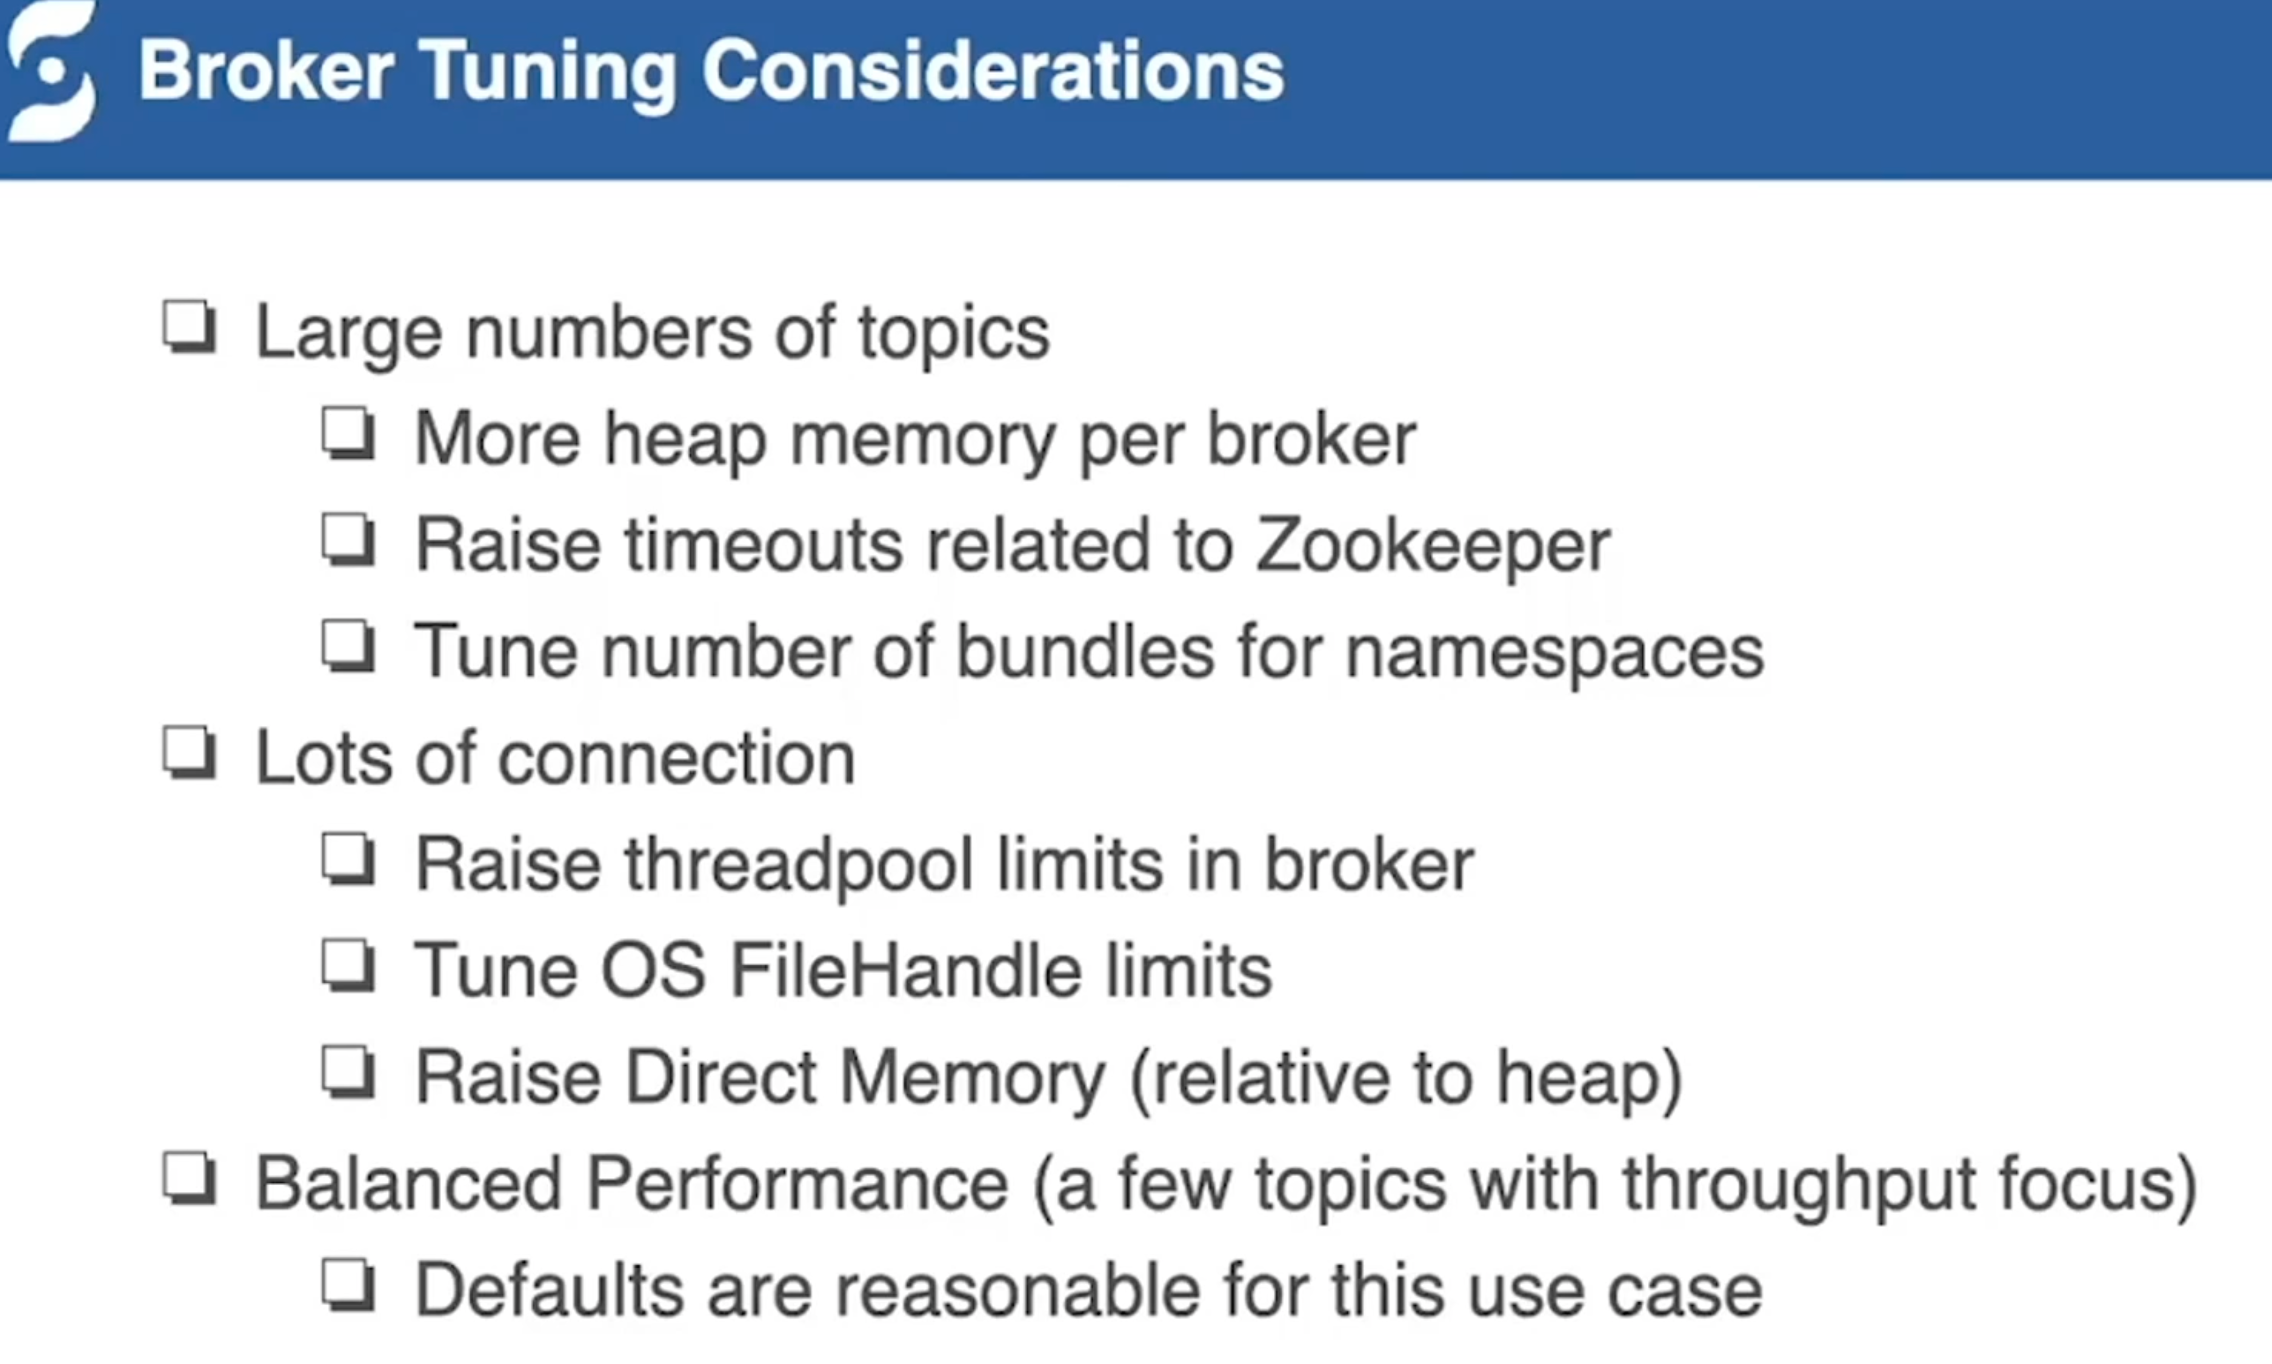 Broker Tuning Considerations
Large numbers of topics
More heap memory per broker
Raise timeouts related to Zookeeper
Tune number of bundles for namespaces
Lots of connection
Raise threadpool limits in broker
Tune OS FileHandle limits
Raise Direct Memory (relative to heap)
Balanced Performance (a few topics with throughput focus)
Defaults are reasonable for this use case